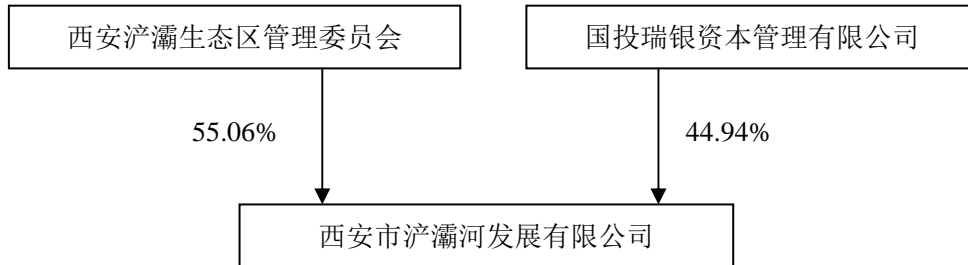 西安浐灞生态区管理委员会
国投瑞银资本管理有限公司
55.06%
44.94%
西安市浐灞河发展有限公司